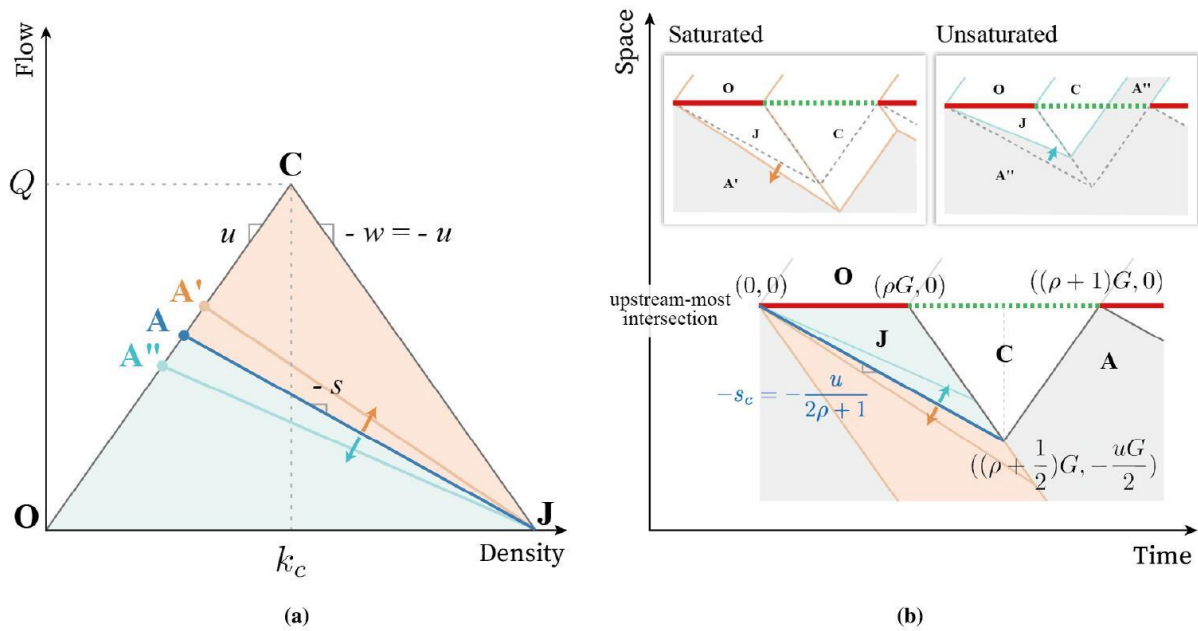 Flow
Q
C
u
- w = - u
A'
A
A''
- s
O
J
k_c
Density
(a)
Space
Saturated
O
J
C
A'
Unsaturated
O
C
A''
J
A''
upstream-most
intersection
(0, 0)
O
(ρG, 0)
((ρ + 1)G, 0)
J
C
A
-s_c = - u / (2ρ + 1)
((ρ + 1/2)G, -uG/2)
Time
(b)